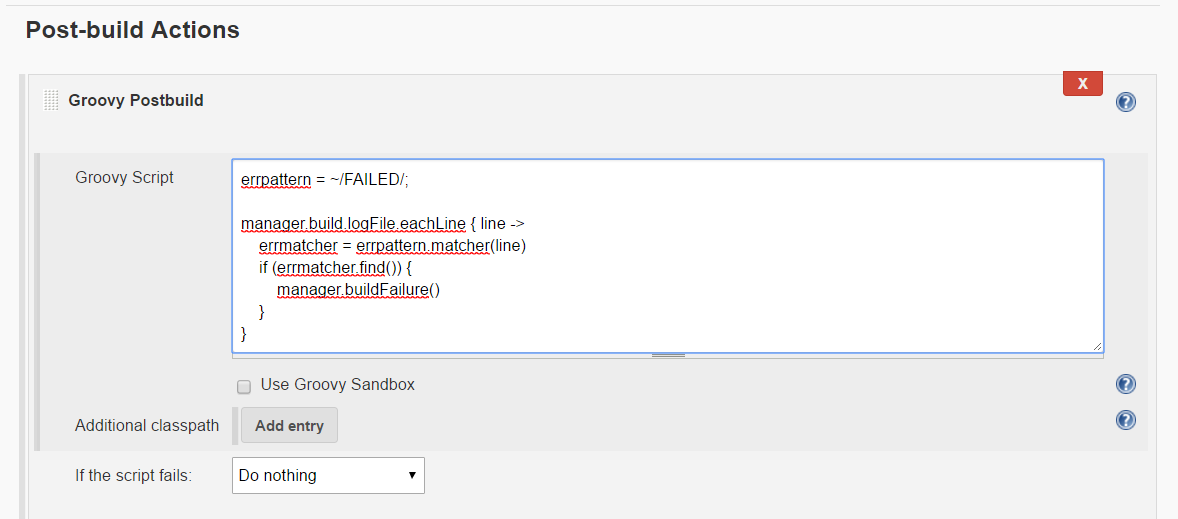 Post-build Actions
Groovy Postbuild
X
?
Groovy Script
errpattern = ~/FAILED/;
manager.build.logFile.eachLine { line ->
errmatcher = errpattern.matcher(line)
if (errmatcher.find()) {
manager.buildFailure()
}
}
Use Groovy Sandbox
?
Additional classpath
Add entry
?
If the script fails:
Do nothing